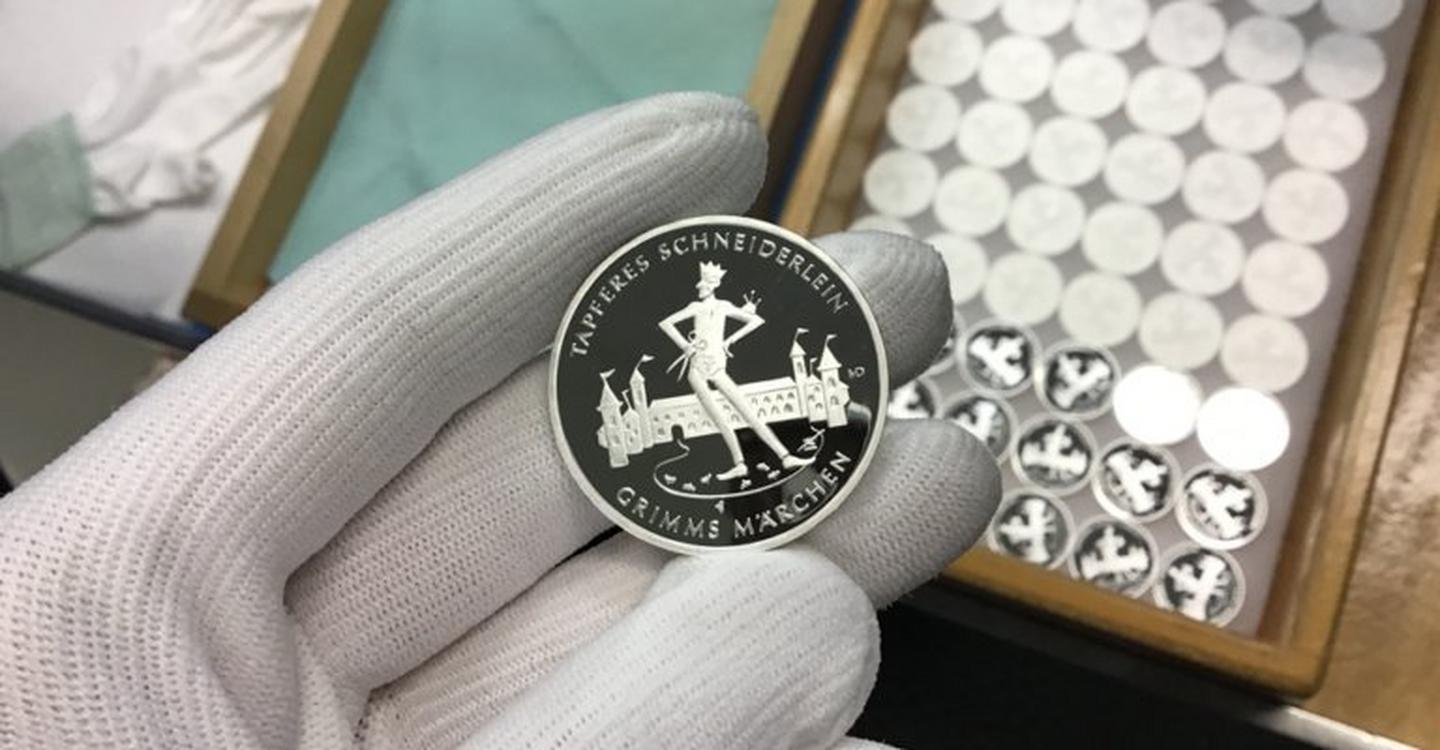 TAPFERES SCHNEIDERLEIN
GRIMMS MÄRCHEN